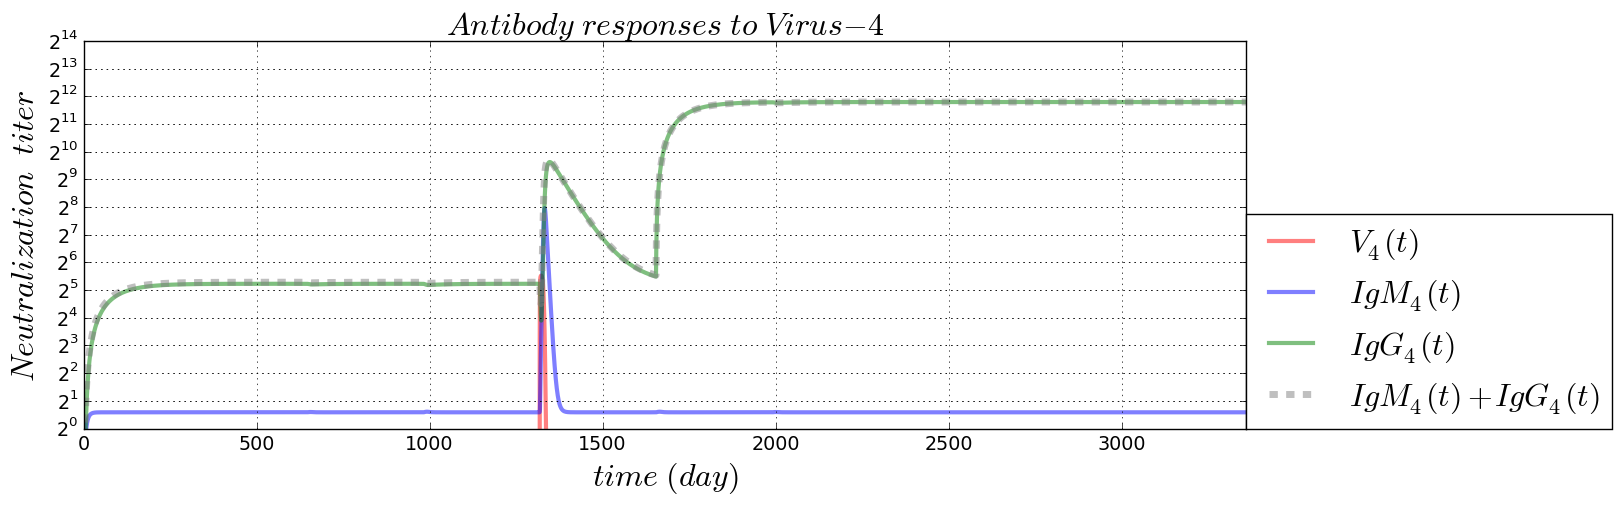 Antibody responses to Virus−4
Neutralization titer
2^14
2^13
2^12
2^11
2^10
2^9
2^8
2^7
2^6
2^5
2^4
2^3
2^2
2^1
2^0
0 500 1000 1500 2000 2500 3000
time (day)
V_4(t)
IgM_4(t)
IgG_4(t)
IgM_4(t)+IgG_4(t)